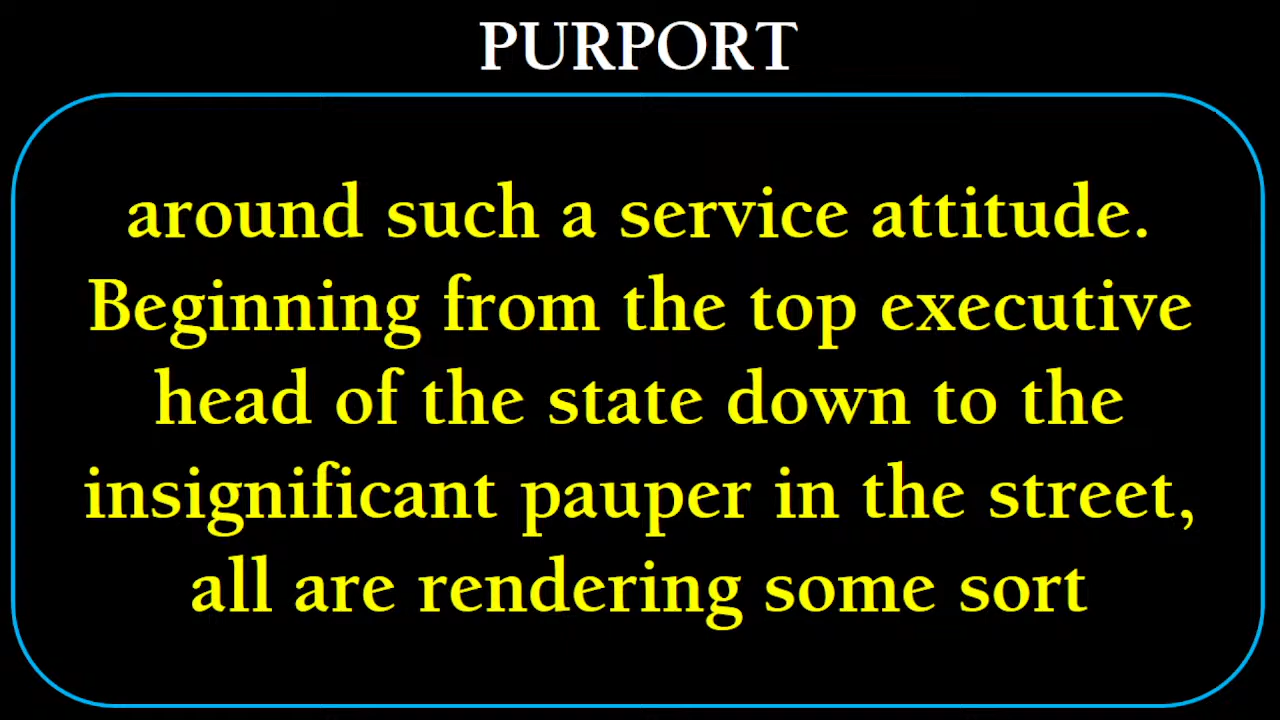 PURPORT
around such a service attitude.
Beginning from the top executive
head of the state down to the
insignificant pauper in the street,
all are rendering some sort